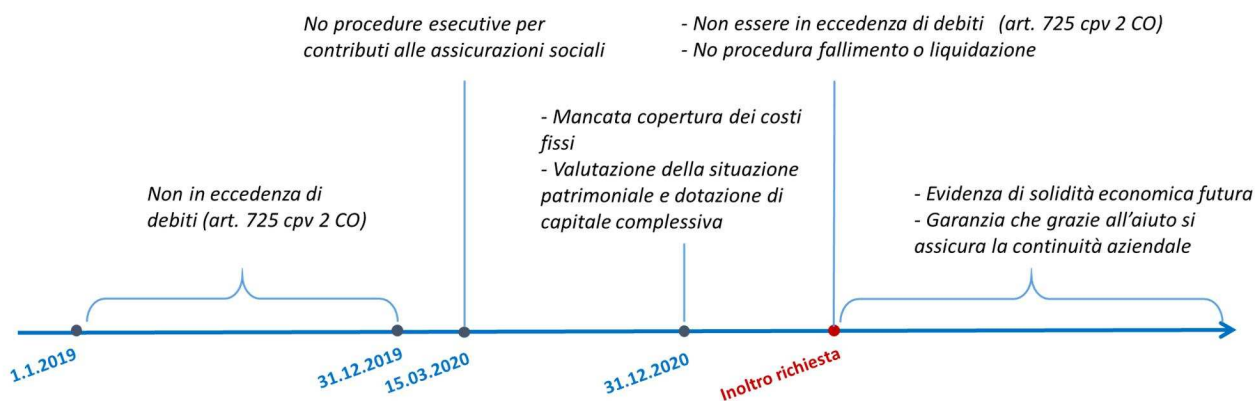 No procedure esecutive per
contributi alle assicurazioni sociali
- Non essere in eccedenza di debiti (art. 725 cpv 2 CO)
- No procedura fallimento o liquidazione
- Mancata copertura dei costi
fissi
- Valutazione della situazione
patrimoniale e dotazione di
capitale complessiva
Non in eccedenza di
debiti (art. 725 cpv 2 CO)
- Evidenza di solidità economica futura
- Garanzia che grazie all'aiuto si
assicura la continuità aziendale
1.1.2019
31.12.2019
15.03.2020
31.12.2020
Inoltro richiesta